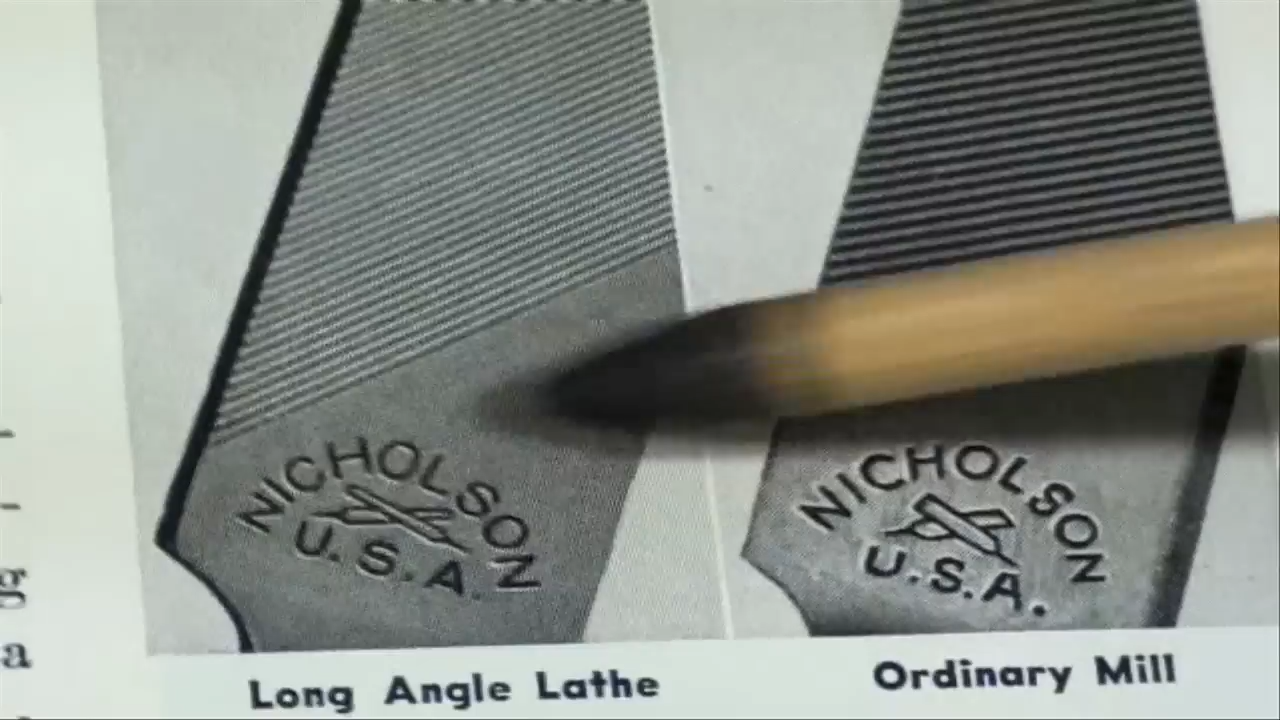 g
a
NICHOLSON
U.S.A.
Long Angle Lathe
NICHOLSON
U.S.A.
Ordinary Mill